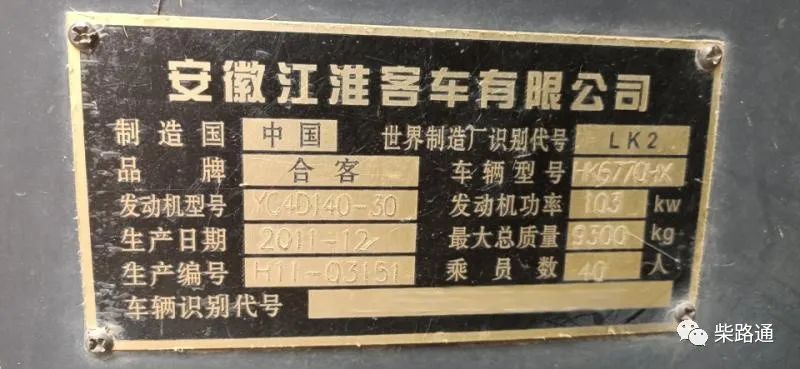 安徽江淮客车有限公司
制造国 中国 世界制造厂识别代号 LK2
品牌 合客 车辆型号 HK6770HX
发动机型号 YC4D140-30 发动机功率 103 kw
生产日期 2011-12 最大总质量 9300 kg
生产编号 H11-03151 乘员数 40 人
车辆识别代号
柴路通